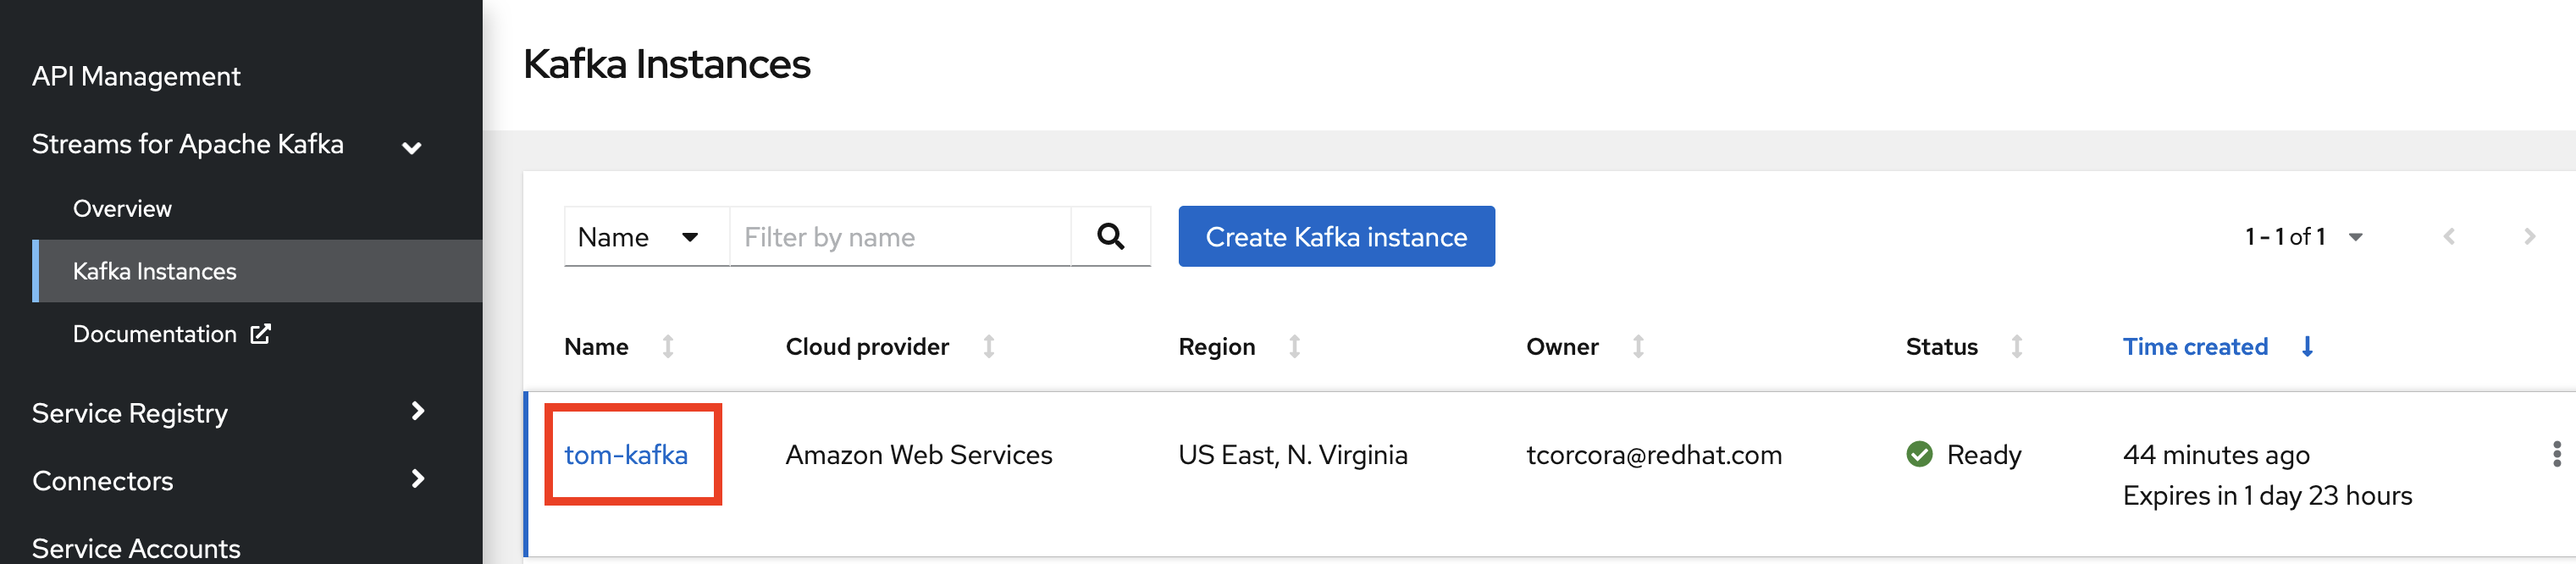 API Management
Streams for Apache Kafka
Overview
Kafka Instances
Documentation
Service Registry
Connectors
Service Accounts
Kafka Instances
Name Filter by name Create Kafka instance 1 - 1 of 1
Name Cloud provider Region Owner Status Time created
tom-kafka Amazon Web Services US East, N. Virginia tcorcora@redhat.com Ready 44 minutes ago
Expires in 1 day 23 hours